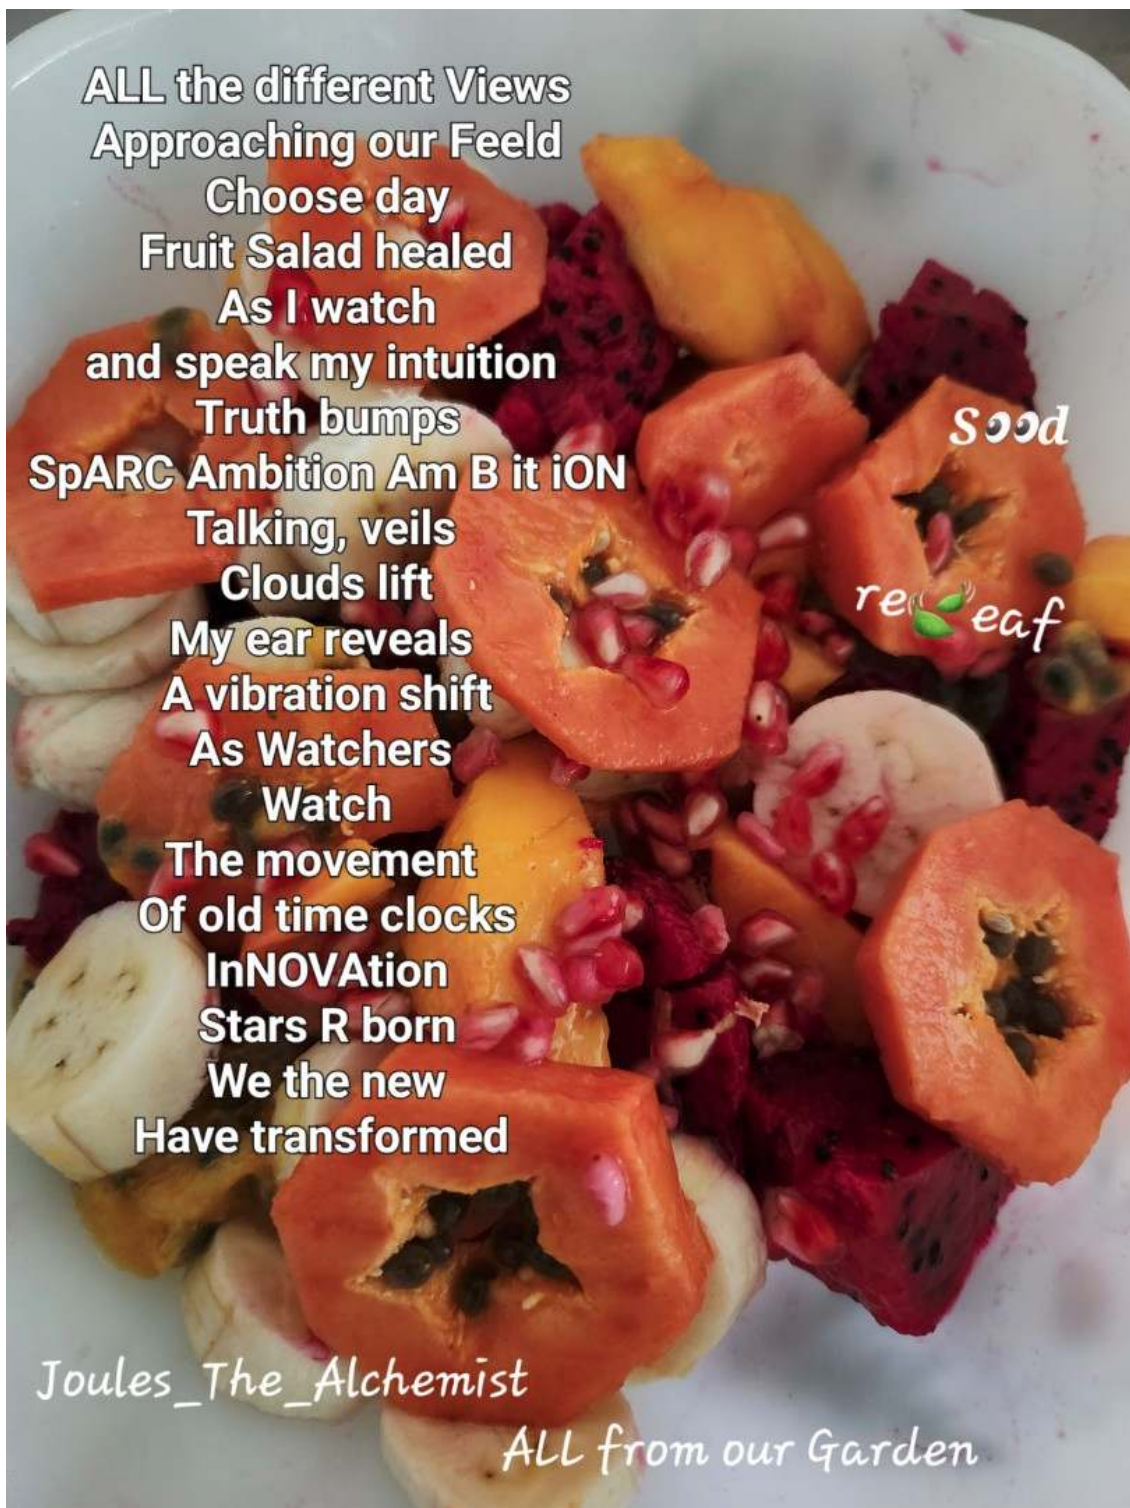 ALL the different Views
Approaching our Feeld
Choose day
Fruit Salad healed
As I watch
and speak my intuition
Truth bumps
SpARC Ambition Am B it iON
Talking, veils
Clouds lift
My ear reveals
A vibration shift
As Watchers
Watch
The movement
Of old time clocks
InNOVAtion
Stars R born
We the new
Have transformed
S👀d
re🍃eaf
Joules_The_Alchemist
ALL from our Garden